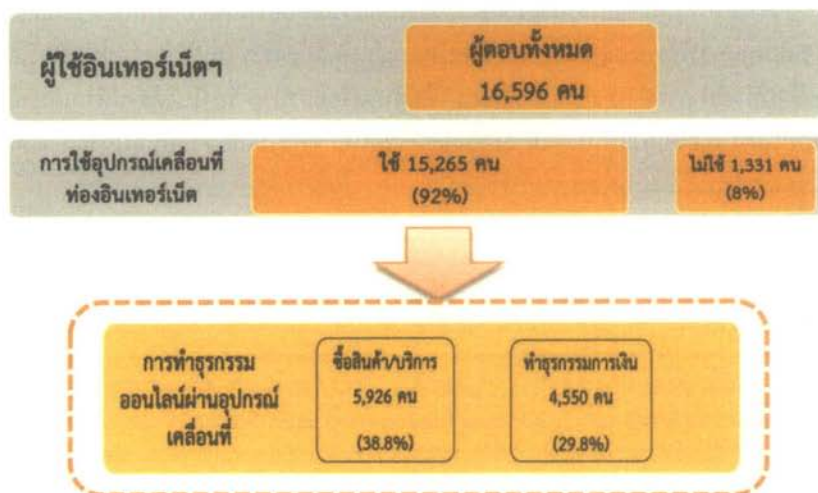 ผู้ใช้อินเทอร์เน็ตฯ
ผู้ตอบทั้งหมด
16,596 คน
การใช้อุปกรณ์เคลื่อนที่
ท่องอินเทอร์เน็ต
ใช้ 15,265 คน
(92%)
ไม่ใช้ 1,331 คน
(8%)
การทำธุรกรรม
ออนไลน์ผ่านอุปกรณ์
เคลื่อนที่
ซื้อสินค้า/บริการ
5,926 คน
(38.8%)
ทำธุรกรรมการเงิน
4,550 คน
(29.8%)